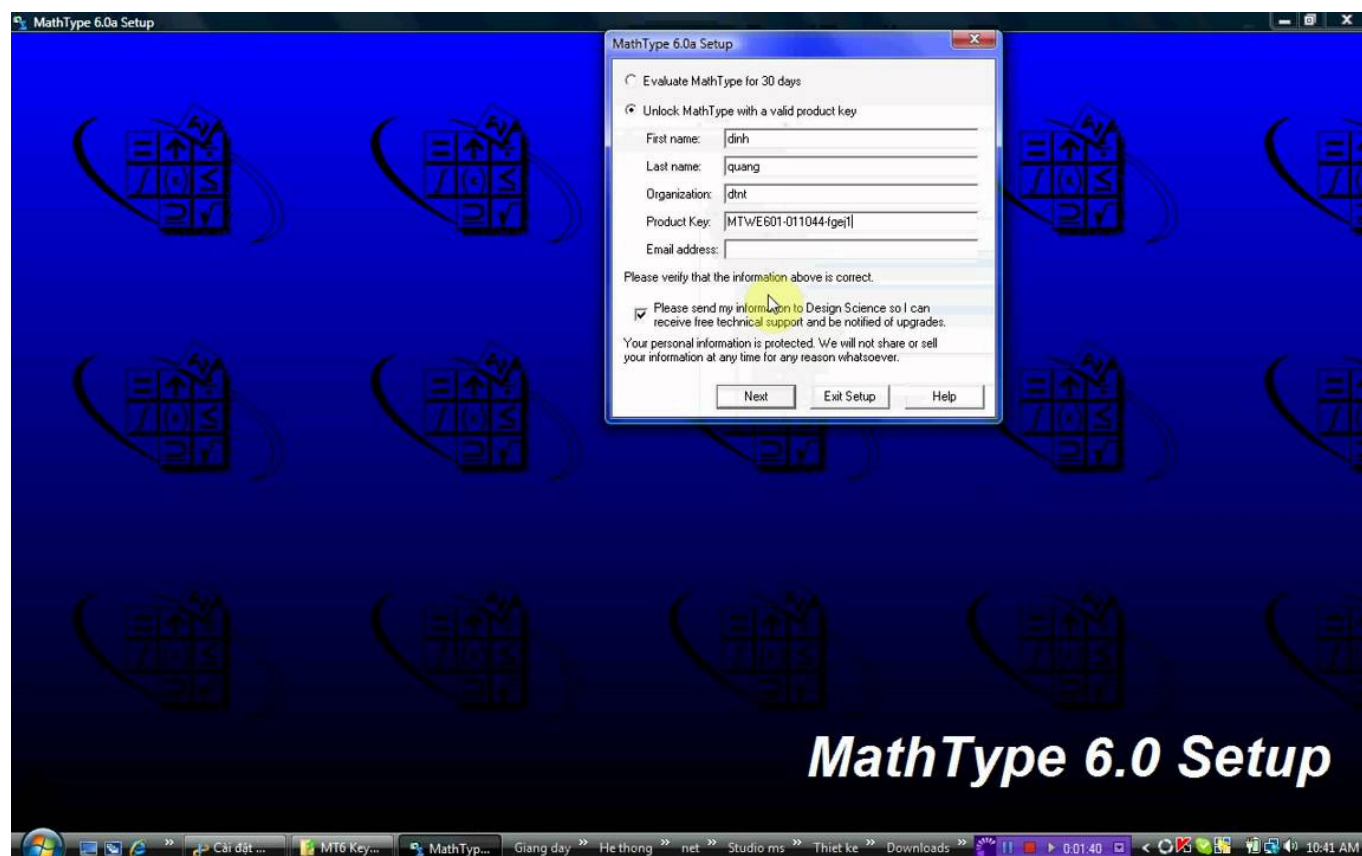 MathType 6.0a Setup
MathType 6.0a Setup
Evaluate MathType for 30 days
Unlock MathType with a valid product key
First name: dinh
Last name: quang
Organization: dtnt
Product Key: MTWE601-011044-fgej1
Email address:
Please verify that the information above is correct.
Please send my information to Design Science so I can
receive free technical support and be notified of upgrades.
Your personal information is protected. We will not share or sell
your information at any time for any reason whatsoever.
Next Exit Setup Help
MathType 6.0 Setup
» Cài đặt ... MT6 Key... MathTyp... Giang day » He thong » net » Studio ms » Thiet ke » Downloads » 0:01:40 < 10:41 AM